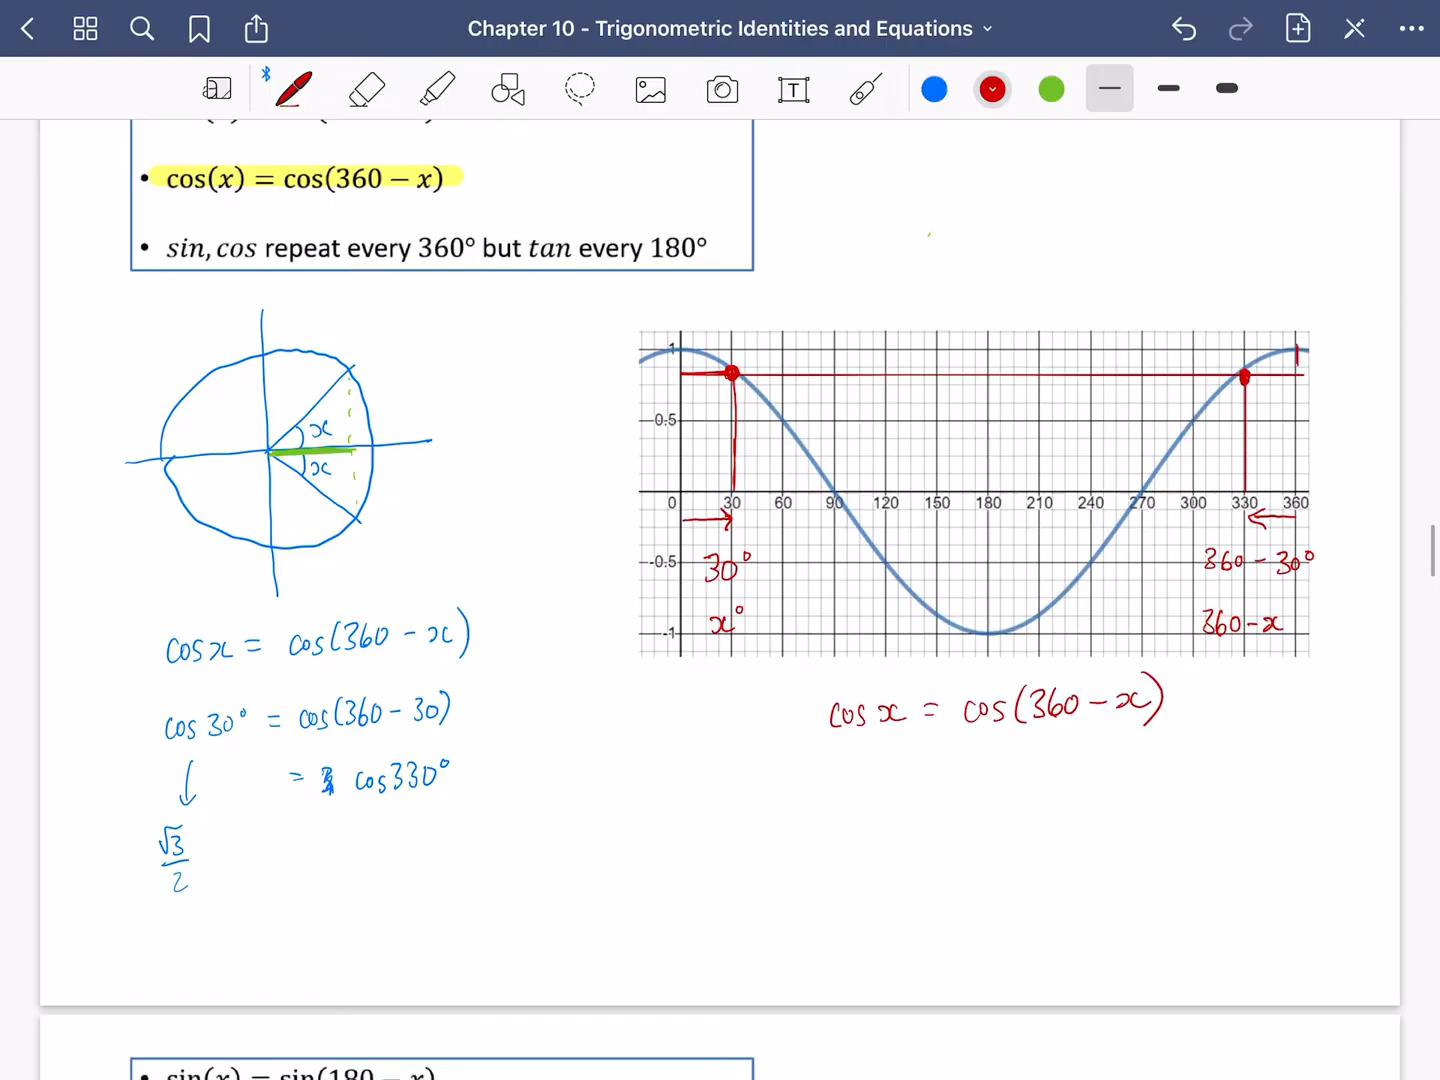 Chapter 10 - Trigonometric Identities and Equations
• cos(x) = cos(360 − x)
• sin, cos repeat every 360° but tan every 180°
x
x
1
0.5
0 30 60 90 120 150 180 210 240 270 300 330 360
-0.5
-1
30°
x°
360 − 30°
360 − x
cos x = cos(360 − x)
cos x = cos(360 − x)
cos 30° = cos(360 − 30)
= cos 330°
√3
2
• sin(x) = sin(180 − x)